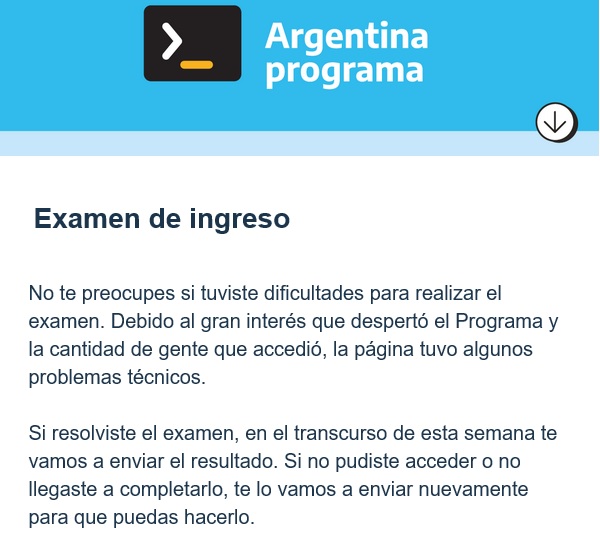 Argentina
programa
Examen de ingreso
No te preocupes si tuviste dificultades para realizar el
examen. Debido al gran interés que despertó el Programa y
la cantidad de gente que accedió, la página tuvo algunos
problemas técnicos.
Si resolviste el examen, en el transcurso de esta semana te
vamos a enviar el resultado. Si no pudiste acceder o no
llegaste a completarlo, te lo vamos a enviar nuevamente
para que puedas hacerlo.